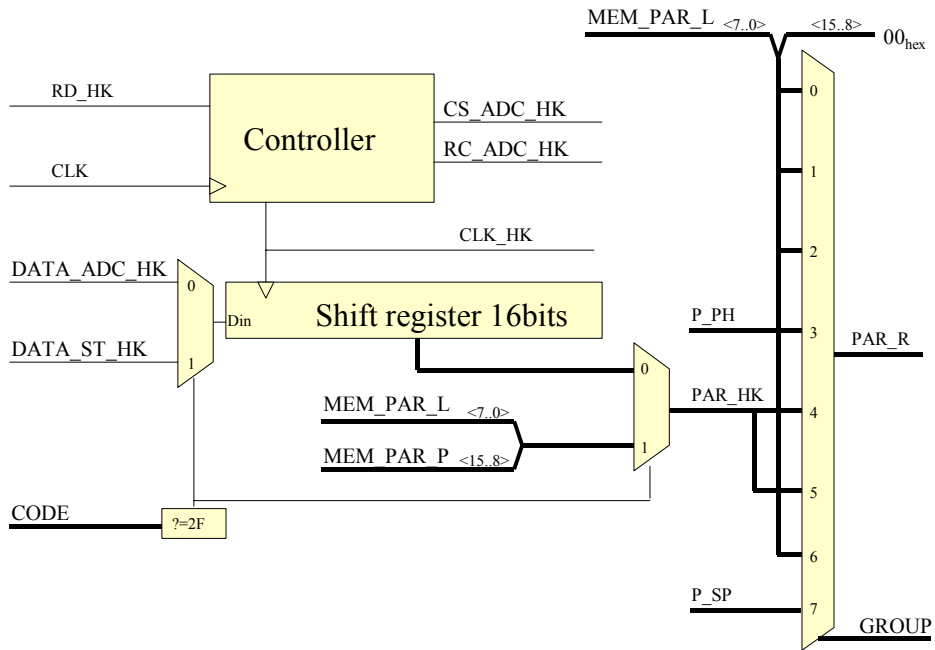 MEM_PAR_L <7..0> <15..8> 00hex
RD_HK
Controller
CS_ADC_HK
RC_ADC_HK
CLK
0
1
CLK_HK
2
DATA_ADC_HK
0
Din
Shift register 16bits
P_PH
3
PAR_R
DATA_ST_HK
1
0
PAR_HK
4
MEM_PAR_L <7..0>
1
MEM_PAR_P <15..8>
5
CODE
?=2F
6
P_SP
7
GROUP